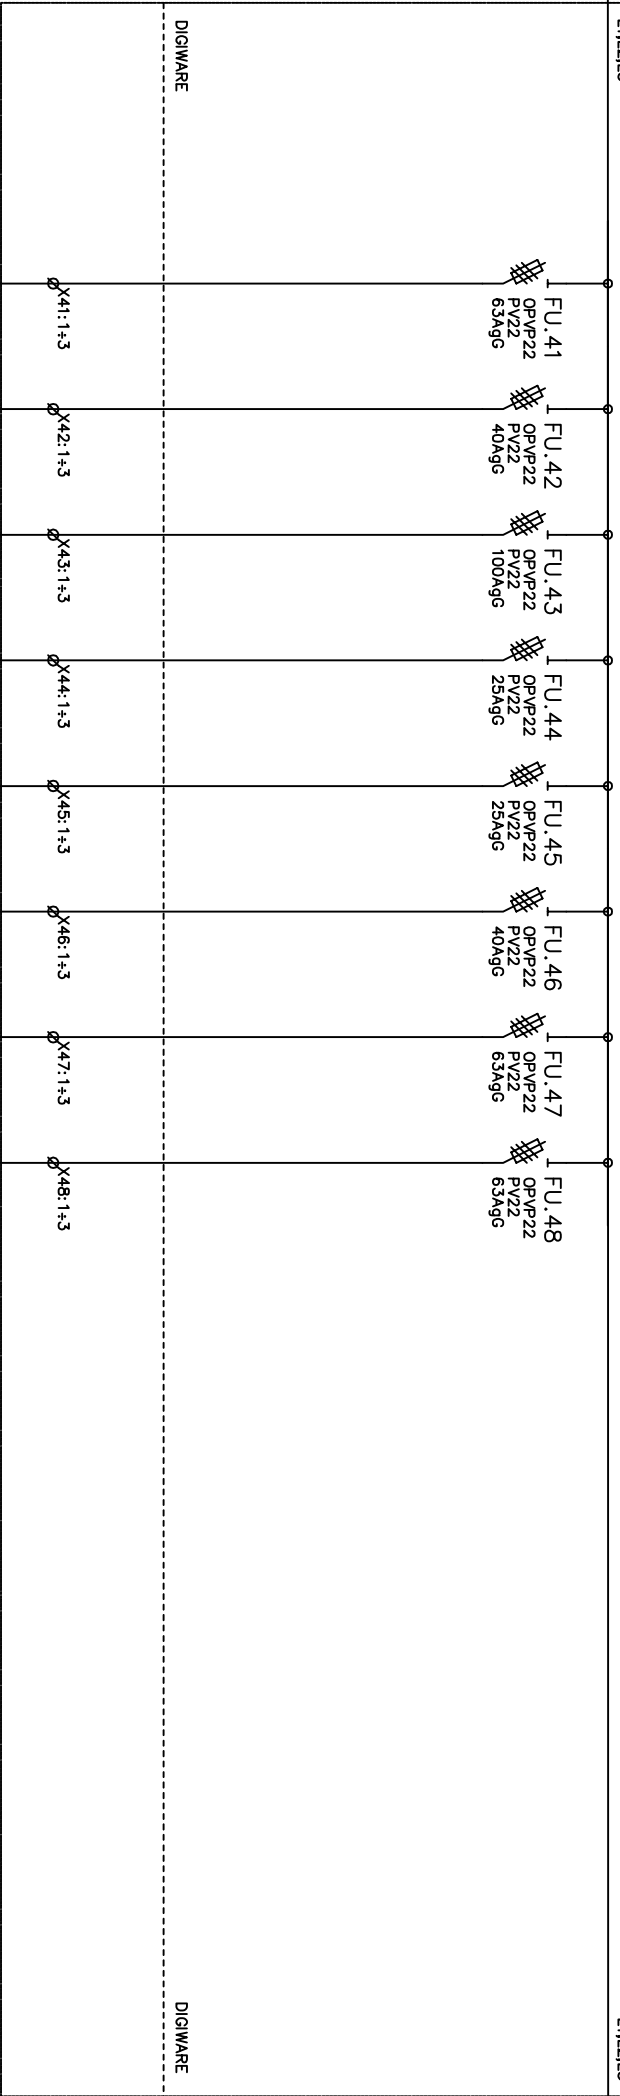 DIGIWARE
DIGIWARE
FU.41
OPVP22
PV22
63AgG
FU.42
OPVP22
PV22
40AgG
FU.43
OPVP22
PV22
100AgG
FU.44
OPVP22
PV22
25AgG
FU.45
OPVP22
PV22
25AgG
FU.46
OPVP22
PV22
40AgG
FU.47
OPVP22
PV22
63AgG
FU.48
OPVP22
PV22
63AgG
X41:1÷3
X42:1÷3
X43:1÷3
X44:1÷3
X45:1÷3
X46:1÷3
X47:1÷3
X48:1÷3